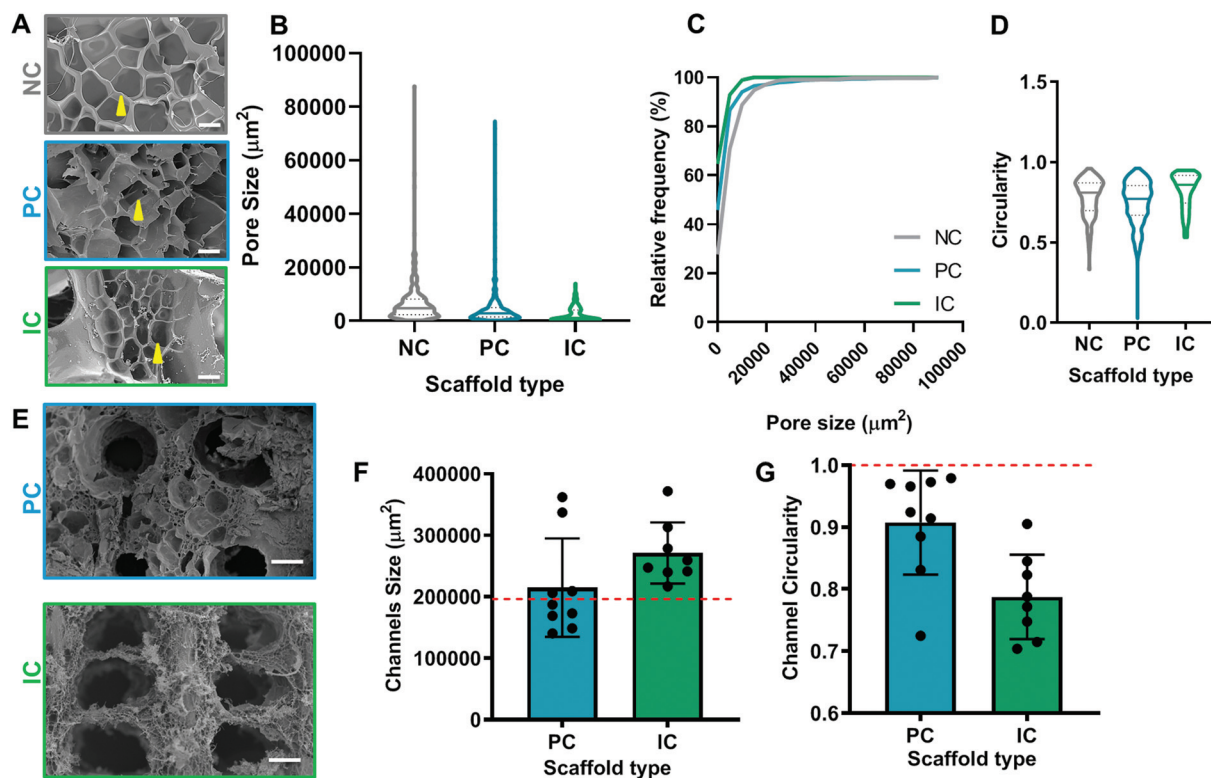 A
NC
PC
IC
B
Pore Size (μm²)
100000
80000
60000
40000
20000
0
NC PC IC
Scaffold type
C
Relative frequency (%)
100
80
60
40
20
0
NC
PC
IC
0 20000 40000 60000 80000 100000
Pore size (μm²)
D
Circularity
1.5
1.0
0.5
0.0
NC PC IC
Scaffold type
E
PC
IC
F
Channels Size (μm²)
400000
300000
200000
100000
0
PC IC
Scaffold type
G
Channel Circularity
1.0
0.9
0.8
0.7
0.6
PC IC
Scaffold type